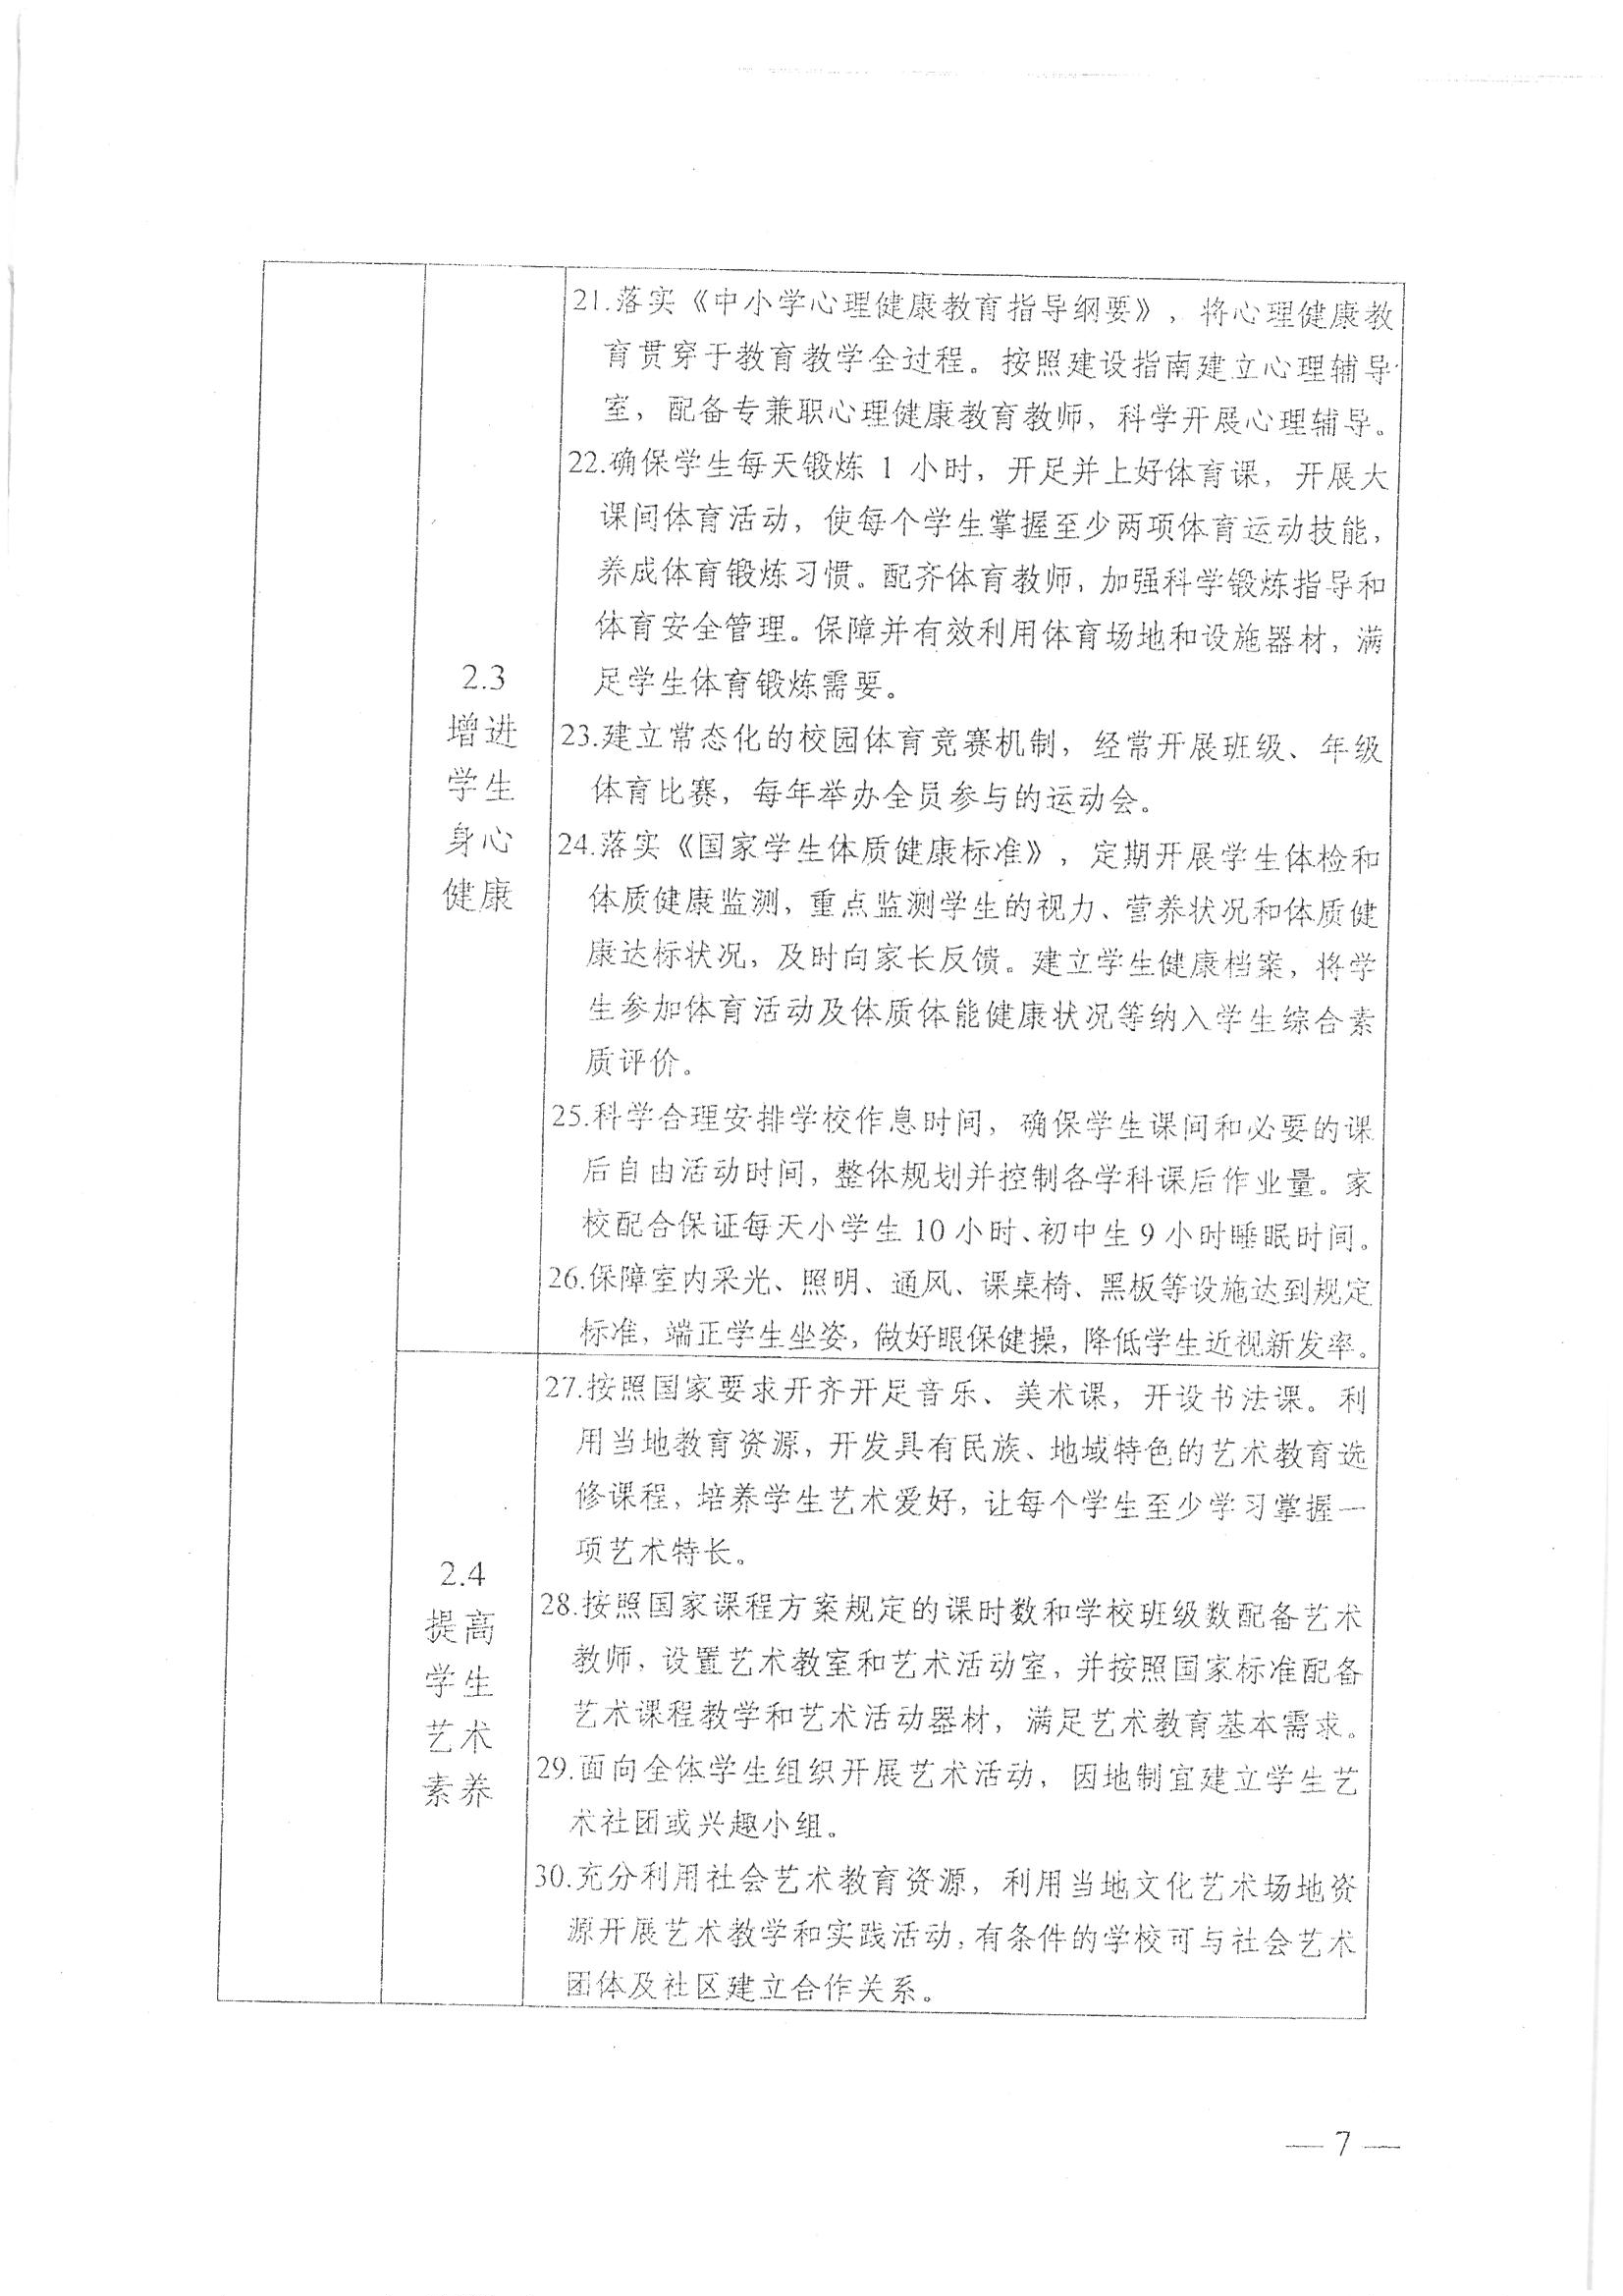 2.3
增进
学生
身心
健康
21.落实《中小学心理健康教育指导纲要》，将心理健康教
育贯穿于教育教学全过程。按照建设指南建立心理辅导
室，配备专兼职心理健康教育教师，科学开展心理辅导。
22.确保学生每天锻炼 1 小时，开足并上好体育课，开展大
课间体育活动，使每个学生掌握至少两项体育运动技能，
养成体育锻炼习惯。配齐体育教师，加强科学锻炼指导和
体育安全管理。保障并有效利用体育场地和设施器材，满
足学生体育锻炼需要。
23.建立常态化的校园体育竞赛机制，经常开展班级、年级
体育比赛，每年举办全员参与的运动会。
24.落实《国家学生体质健康标准》，定期开展学生体检和
体质健康监测，重点监测学生的视力、营养状况和体质健
康达标状况，及时向家长反馈。建立学生健康档案，将学
生参加体育活动及体质体能健康状况等纳入学生综合素
质评价。
25.科学合理安排学校作息时间，确保学生课间和必要的课
后自由活动时间，整体规划并控制各学科课后作业量。家
校配合保证每天小学生 10 小时、初中生 9 小时睡眠时间。
26.保障室内采光、照明、通风、课桌椅、黑板等设施达到规定
标准，端正学生坐姿，做好眼保健操，降低学生近视新发率。
2.4
提高
学生
艺术
素养
27.按照国家要求开齐开足音乐、美术课，开设书法课。利
用当地教育资源，开发具有民族、地域特色的艺术教育选
修课程，培养学生艺术爱好，让每个学生至少学习掌握一
项艺术特长。
28.按照国家课程方案规定的课时数和学校班级数配备艺术
教师，设置艺术教室和艺术活动室，并按照国家标准配备
艺术课程教学和艺术活动器材，满足艺术教育基本需求。
29.面向全体学生组织开展艺术活动，因地制宜建立学生艺
术社团或兴趣小组。
30.充分利用社会艺术教育资源，利用当地文化艺术场地资
源开展艺术教学和实践活动，有条件的学校可与社会艺术
团体及社区建立合作关系。
— 7 —